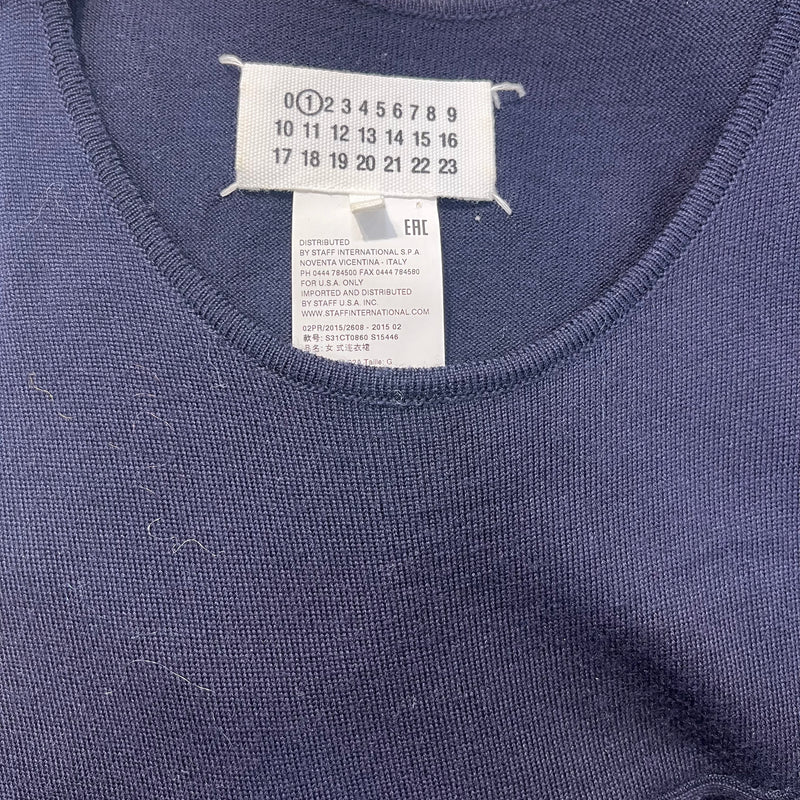 0 1 2 3 4 5 6 7 8 9
10 11 12 13 14 15 16
17 18 19 20 21 22 23
EAC
DISTRIBUTED
BY STAFF INTERNATIONAL S.P.A.
NOVENTA VICENTINA - ITALY
PH 0444 784500 FAX 0444 784580
FOR U.S.A. ONLY
IMPORTED AND DISTRIBUTED
BY STAFF U.S.A. INC.
WWW.STAFFINTERNATIONAL.COM
02PR/2015/2608 - 2015 02
款号: S31CT0860 S15446
品名: 女式连衣裙
Taille: G